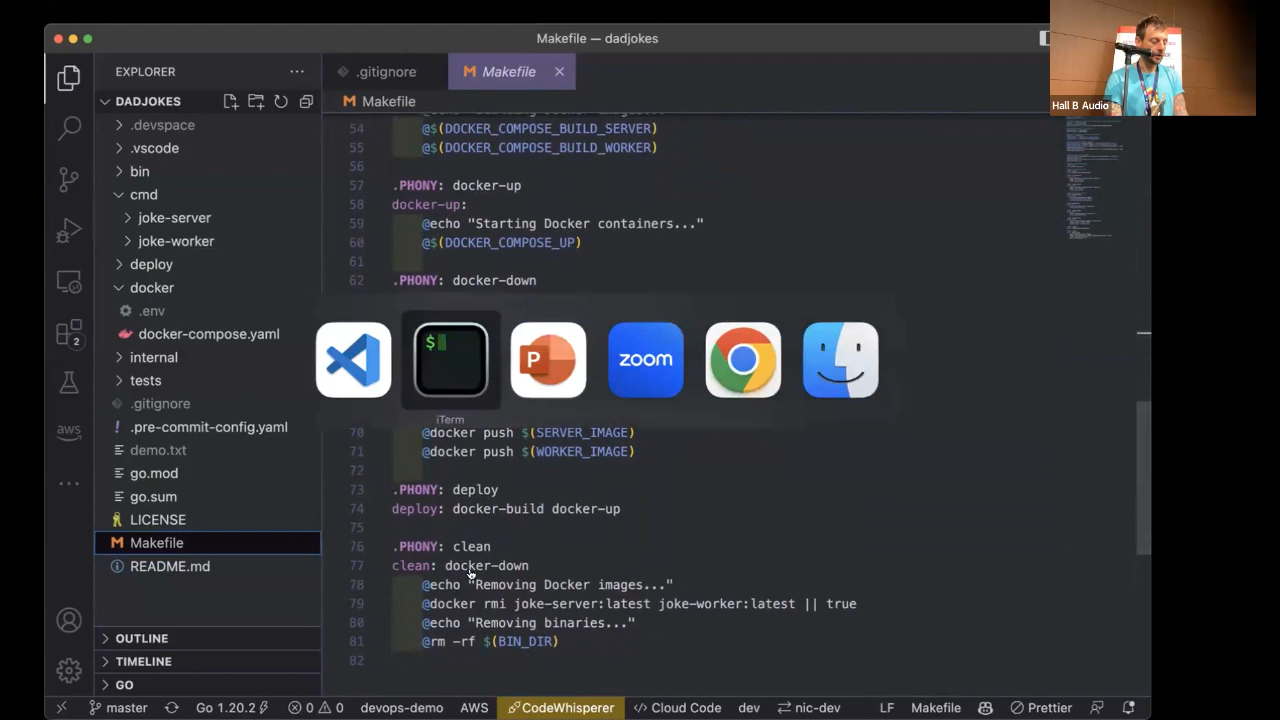 Makefile — dadjokes
Hall B Audio
EXPLORER
.gitignore
Makefile
DADJOKES
Makefile
.devspace
.vscode
bin
cmd
joke-server
joke-worker
deploy
docker
.env
docker-compose.yaml
internal
tests
.gitignore
.pre-commit-config.yaml
demo.txt
go.mod
go.sum
LICENSE
Makefile
README.md
OUTLINE
TIMELINE
GO
2
aws
54 @$(DOCKER_COMPOSE_BUILD_SERVER)
55 @$(DOCKER_COMPOSE_BUILD_WORKER)
56
57 .PHONY: docker-up
58 docker-up:
59 @echo "Starting Docker containers..."
60 @$(DOCKER_COMPOSE_UP)
61
62 .PHONY: docker-down
$
P
zoom
iTerm
70 @docker push $(SERVER_IMAGE)
71 @docker push $(WORKER_IMAGE)
72
73 .PHONY: deploy
74 deploy: docker-build docker-up
75
76 .PHONY: clean
77 clean: docker-down
78 @echo "Removing Docker images..."
79 @docker rmi joke-server:latest joke-worker:latest || true
80 @echo "Removing binaries..."
81 @rm -rf $(BIN_DIR)
82
master Go 1.20.2 0 0 devops-demo AWS CodeWhisperer Cloud Code dev nic-dev LF Makefile Prettier